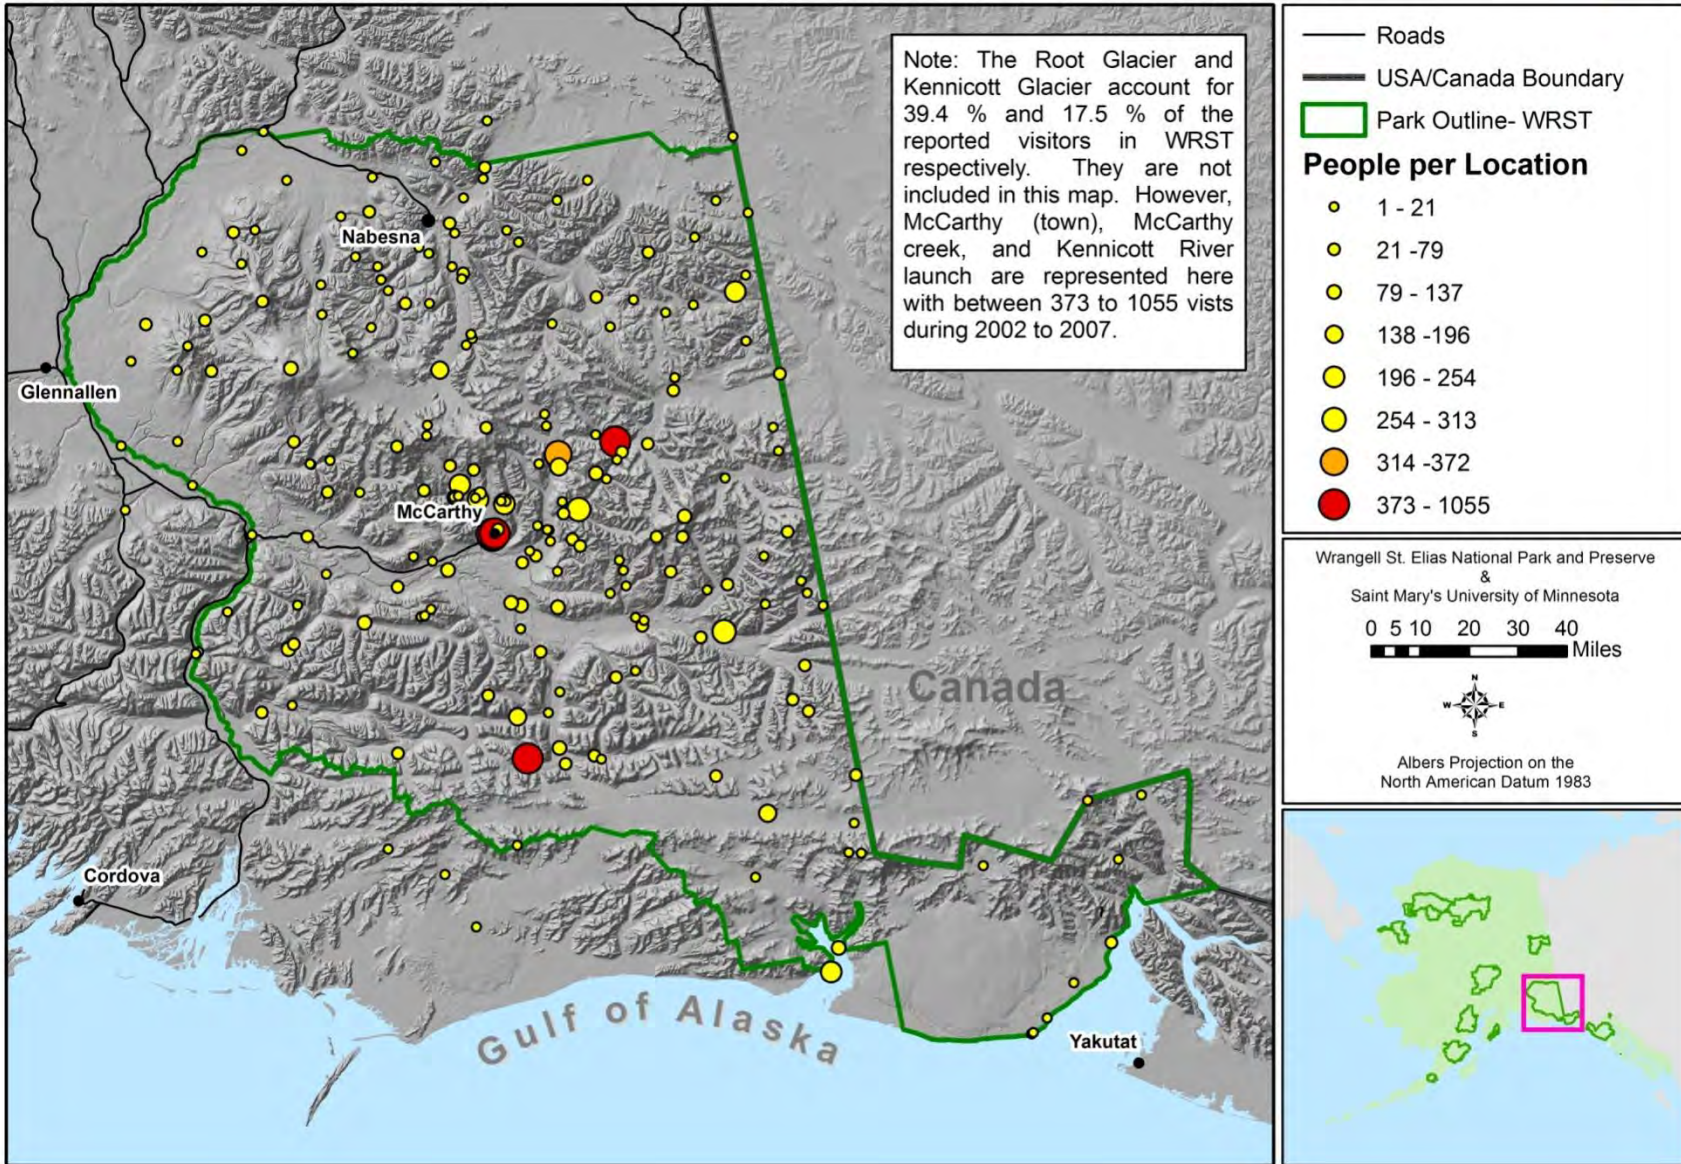 Note: The Root Glacier and
Kennicott Glacier account for
39.4 % and 17.5 % of the
reported visitors in WRST
respectively. They are not
included in this map. However,
McCarthy (town), McCarthy
creek, and Kennicott River
launch are represented here
with between 373 to 1055 vists
during 2002 to 2007.
Nabesna
Glennallen
McCarthy
Canada
Cordova
Gulf of Alaska
Yakutat
Roads
USA/Canada Boundary
Park Outline- WRST
People per Location
1 - 21
21 -79
79 - 137
138 -196
196 - 254
254 - 313
314 -372
373 - 1055
Wrangell St. Elias National Park and Preserve
&
Saint Mary's University of Minnesota
0 5 10 20 30 40
Miles
N
W E
S
Albers Projection on the
North American Datum 1983